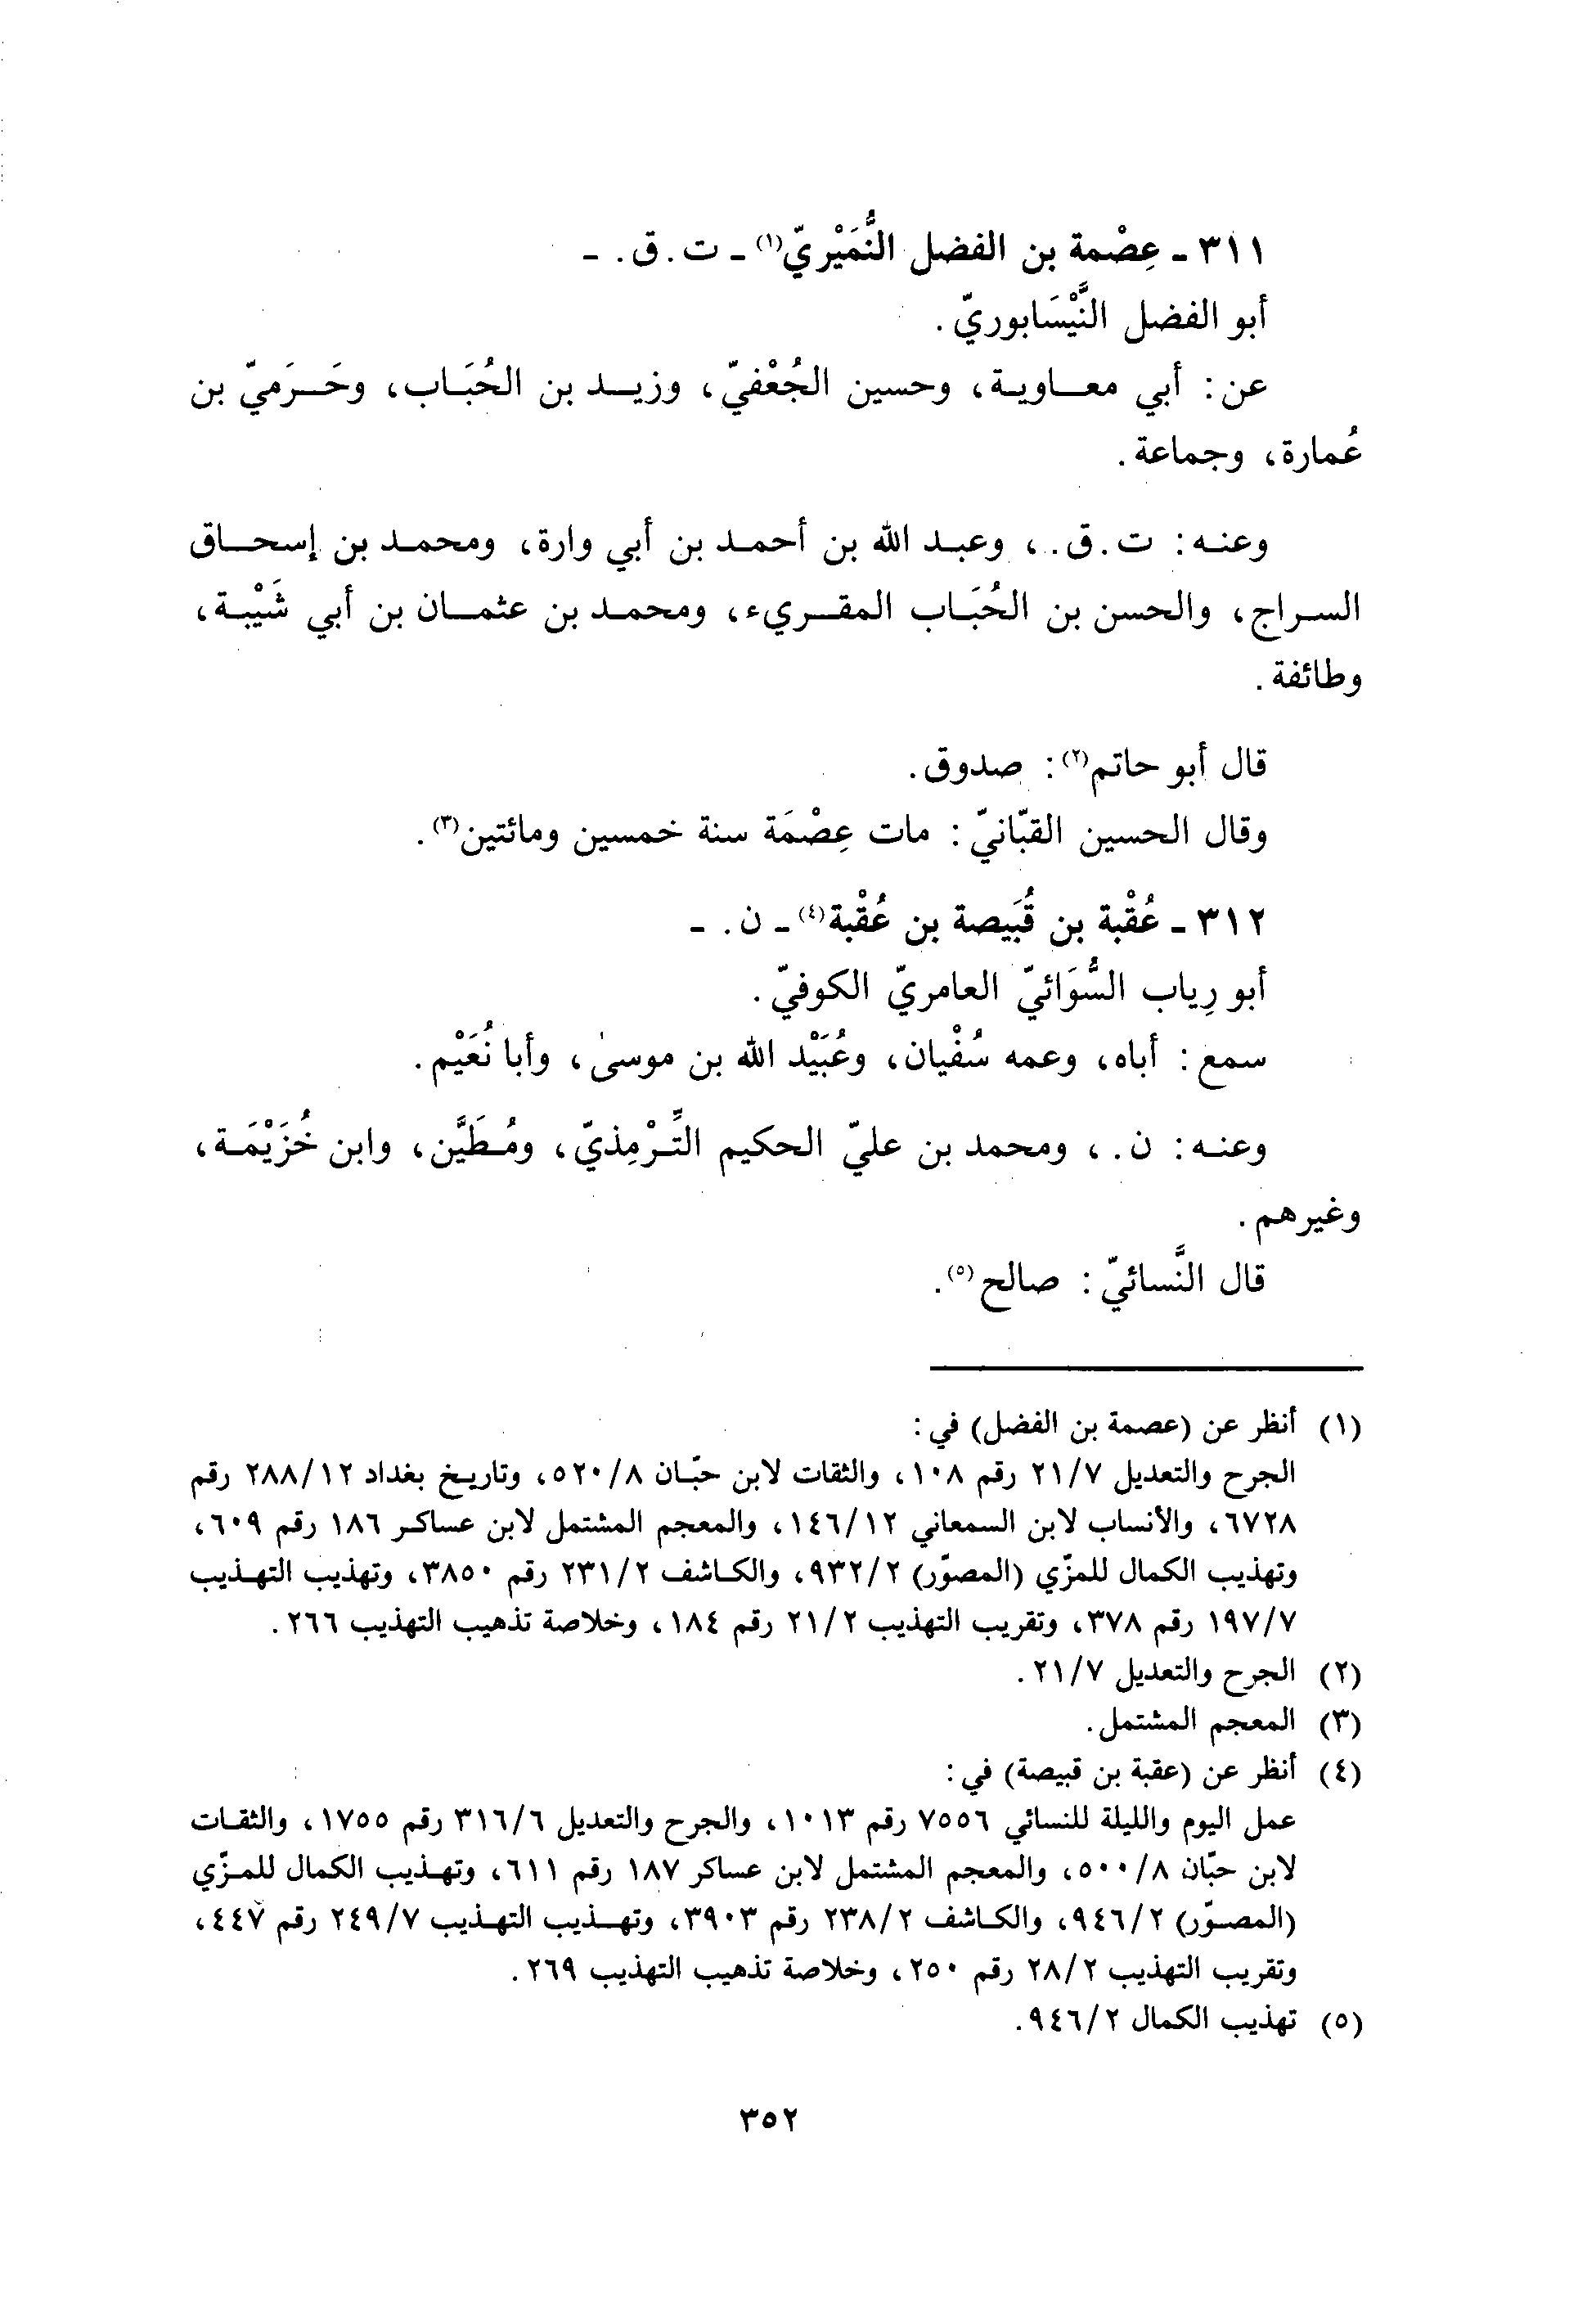 ٣١١ - عِصْمة بن الفضل النُّمَيْريّ(١) - ت. ق. -
أبو الفضل النَّيْسَابوريّ.
عن: أبي معاوية، وحسين الجُعْفيّ، وزيد بن الحُبَاب، وحَرَميّ بن
عُمارة، وجماعة.
وعنه: ت. ق.، وعبد الله بن أحمد بن أبي وارة، ومحمد بن إسحاق
السراج، والحسن بن الحُبَاب المقريء، ومحمد بن عثمان بن أبي شَيْبة،
وطائفة.
قال أبو حاتم(٢): صدوق.
وقال الحسين القبّانيّ: مات عِصْمَة سنة خمسين ومائتين(٣).
٣١٢ - عُقْبة بن قُبَيصة بن عُقْبة(٤) - ن. -
أبو رِياب السُّوَائيّ العامريّ الكوفيّ.
سمع: أباه، وعمه سُفْيان، وعُبَيْد الله بن موسىٰ، وأبا نُعَيْم.
وعنه: ن.، ومحمد بن عليّ الحكيم التِّرْمِذيّ، ومُطَيَّن، وابن خُزَيْمَة،
وغيرهم.
قال النَّسائيّ: صالح(٥).
(١) أنظر عن (عصمة بن الفضل) في:
الجرح والتعديل ٢١/٧ رقم ١٠٨، والثقات لابن حبّان ٥٢٠/٨، وتاريخ بغداد ٢٨٨/١٢ رقم
٦٧٢٨، والأنساب لابن السمعاني ١٤٦/١٢، والمعجم المشتمل لابن عساكر ١٨٦ رقم ٦٠٩،
وتهذيب الكمال للمزّي (المصوّر) ٩٣٢/٢، والكاشف ٢٣١/٢ رقم ٣٨٥٠، وتهذيب التهذيب
١٩٧/٧ رقم ٣٧٨، وتقريب التهذيب ٢١/٢ رقم ١٨٤، وخلاصة تذهيب التهذيب ٢٦٦.
(٢) الجرح والتعديل ٢١/٧.
(٣) المعجم المشتمل.
(٤) أنظر عن (عقبة بن قبيصة) في:
عمل اليوم والليلة للنسائي ٧٥٥٦ رقم ١٠١٣، والجرح والتعديل ٣١٦/٦ رقم ١٧٥٥، والثقات
لابن حبّان ٥٠٠/٨، والمعجم المشتمل لابن عساكر ١٨٧ رقم ٦١١، وتهذيب الكمال للمزّي
(المصوّر) ٩٤٦/٢، والكاشف ٢٣٨/٢ رقم ٣٩٠٣، وتهذيب التهذيب ٢٤٩/٧ رقم ٤٤٧،
وتقريب التهذيب ٢٨/٢ رقم ٢٥٠، وخلاصة تذهيب التهذيب ٢٦٩.
(٥) تهذيب الكمال ٩٤٦/٢.
٣٥٢